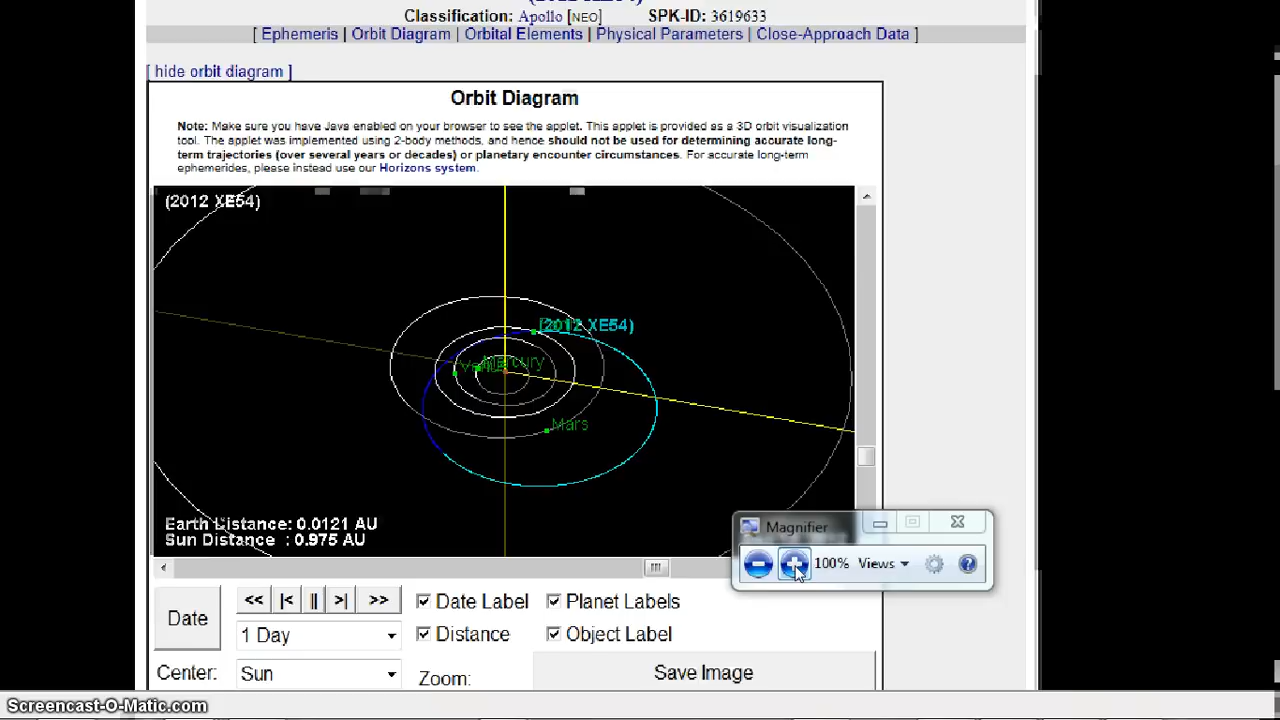 Classification: Apollo [NEO] SPK-ID: 3619633
[ Ephemeris | Orbit Diagram | Orbital Elements | Physical Parameters | Close-Approach Data ]
[ hide orbit diagram ]
Orbit Diagram
Note: Make sure you have Java enabled on your browser to see the applet. This applet is provided as a 3D orbit visualization
tool. The applet was implemented using 2-body methods, and hence should not be used for determining accurate long-
term trajectories (over several years or decades) or planetary encounter circumstances. For accurate long-term
ephemerides, please instead use our Horizons system.
(2012 XE54)
(2012 XE54)
Mercury
Mars
Earth Distance: 0.0121 AU
Sun Distance : 0.975 AU
Magnifier
100% Views
<< |< || >| >>
Date
Date Label Planet Labels
1 Day
Distance Object Label
Center: Sun
Zoom:
Save Image
Screencast-O-Matic.com